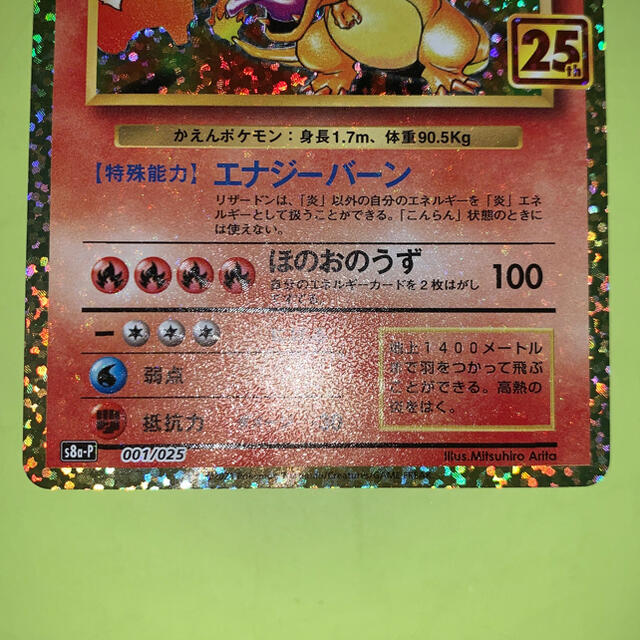 25th
かえんポケモン：身長1.7m、体重90.5Kg
【特殊能力】 エナジーバーン
リザードンは、「炎」以外の自分のエネルギーを「炎」エネ
ルギーとして扱うことができる。「こんらん」状態のときに
は使えない。
ほのおのうず 100
自分のエネルギーカードを2枚はがし
1400メートル
で羽をつかって飛ぶ
ことができる。高熱の
をはく。
弱点
抵抗力
s8a-P 001/025
Illus.Mitsuhiro Arita